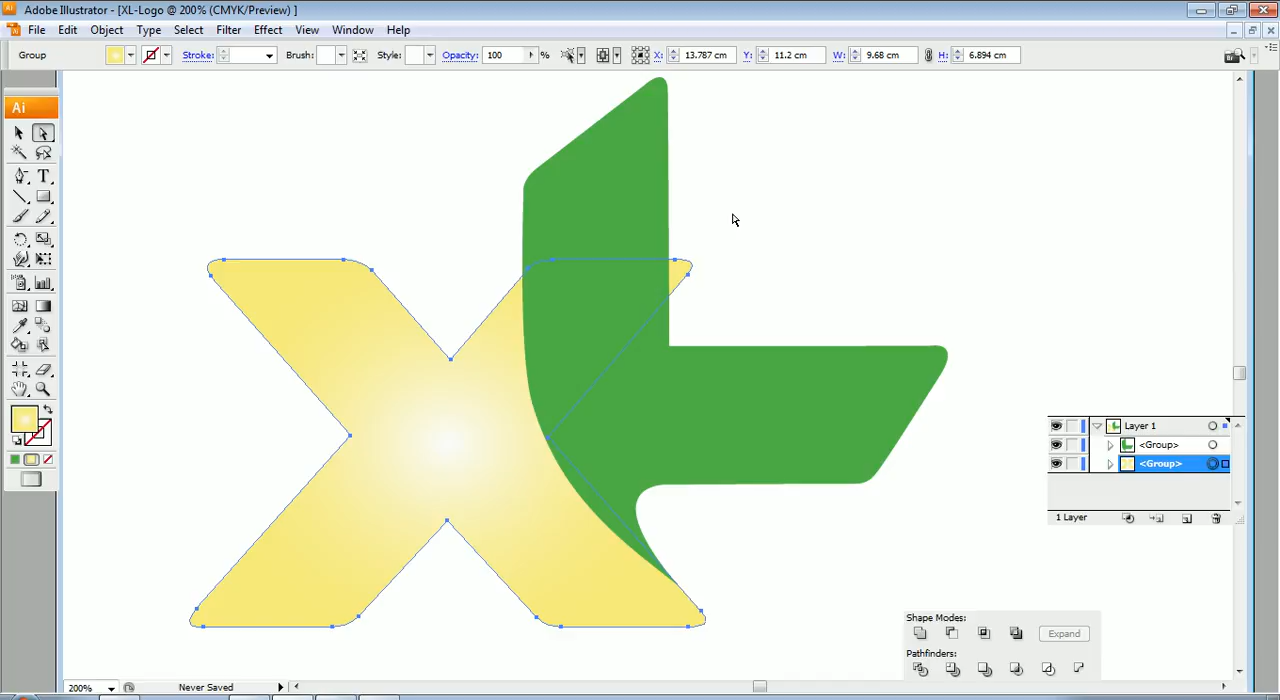 Adobe Illustrator - [XL-Logo @ 200% (CMYK/Preview) ]
File Edit Object Type Select Filter Effect View Window Help
Group Stroke: Brush: Style: Opacity: 100 % X: 13.787 cm Y: 11.2 cm W: 9.68 cm H: 6.894 cm
Ai
T
Layer 1
<Group>
<Group>
1 Layer
Shape Modes:
Expand
Pathfinders:
200% Never Saved